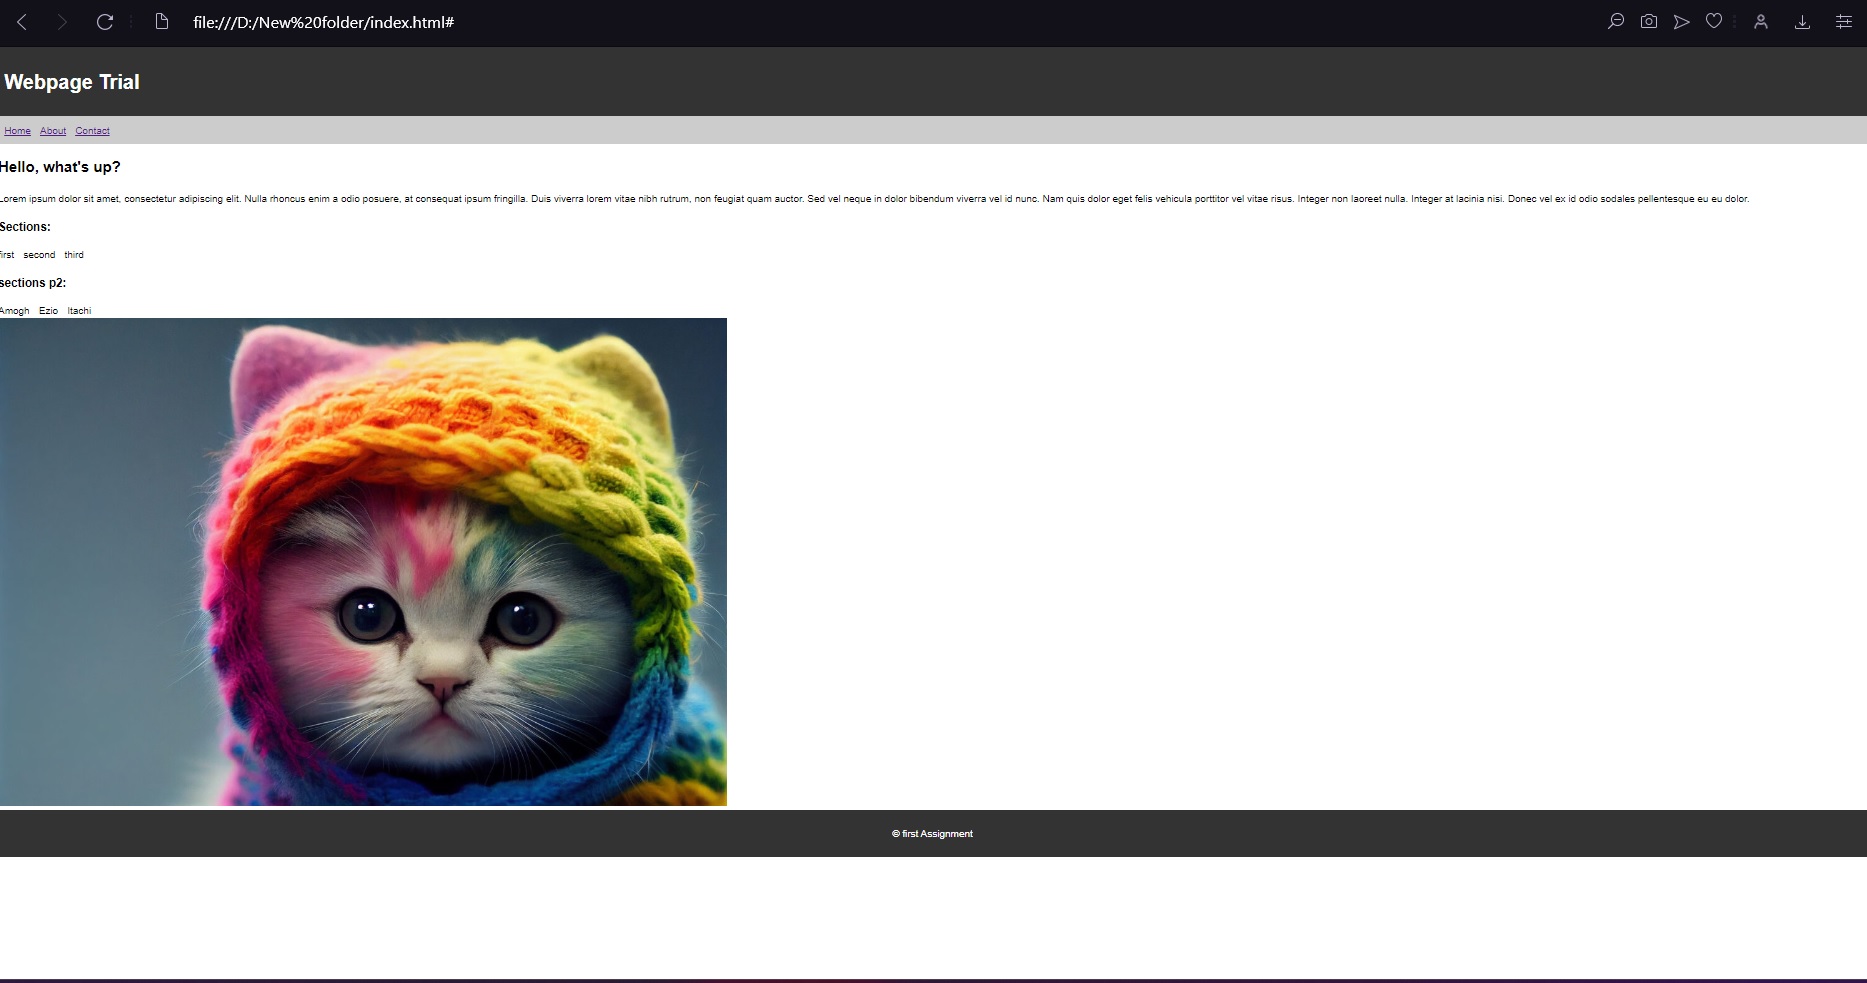 file:///D:/New%20folder/index.html#
Webpage Trial
Home About Contact
Hello, what's up?
Lorem ipsum dolor sit amet, consectetur adipiscing elit. Nulla rhoncus enim a odio posuere, at consequat ipsum fringilla. Duis viverra lorem vitae nibh rutrum, non feugiat quam auctor. Sed vel neque in dolor bibendum viverra vel id nunc. Nam quis dolor eget felis vehicula porttitor vel vitae risus. Integer non laoreet nulla. Integer at lacinia nisi. Donec vel ex id odio sodales pellentesque eu eu dolor.
Sections:
first second third
sections p2:
Amogh Ezio Itachi
© first Assignment